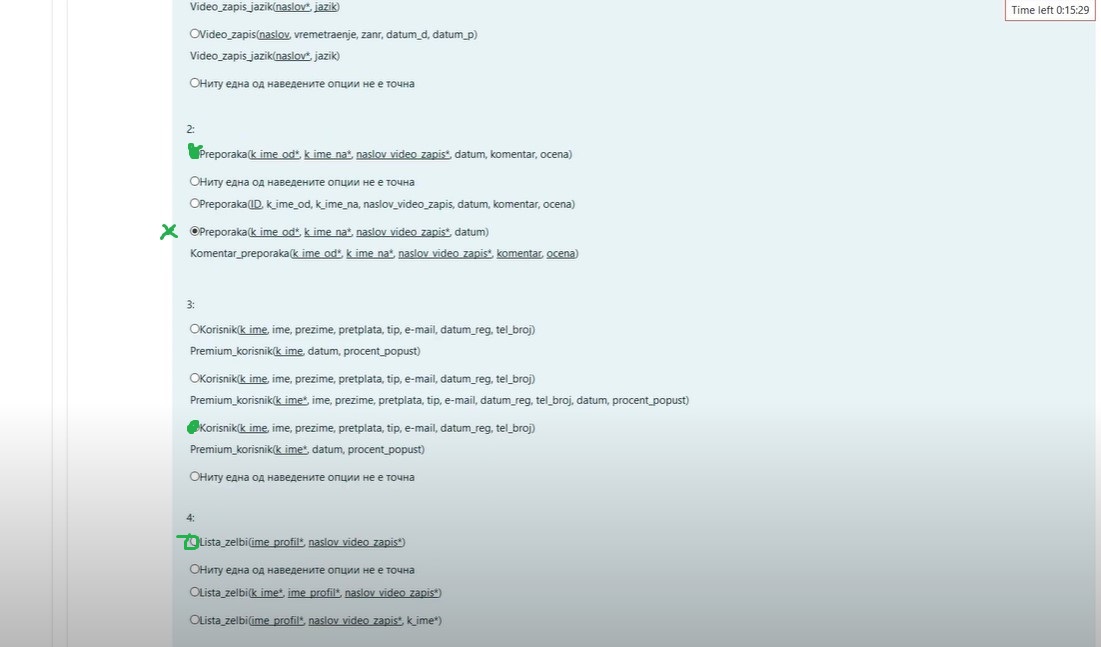 Video_zapis_jazik(naslov*, jazik)
Time left 0:15:29
Video_zapis(naslov, vremetraenje, zanr, datum_d, datum_p)
Video_zapis_jazik(naslov*, jazik)
Ниту една од наведените опции не е точна
2:
Preporaka(k_ime_od*, k_ime_na*, naslov_video_zapis*, datum, komentar, ocena)
Ниту една од наведените опции не е точна
Preporaka(ID, k_ime_od, k_ime_na, naslov_video_zapis, datum, komentar, ocena)
Preporaka(k_ime_od*, k_ime_na*, naslov_video_zapis*, datum)
Komentar_preporaka(k_ime_od*, k_ime_na*, naslov_video_zapis*, komentar, ocena)
3:
Korisnik(k_ime, ime, prezime, pretplata, tip, e-mail, datum_reg, tel_broj)
Premium_korisnik(k_ime, datum, procent_popust)
Korisnik(k_ime, ime, prezime, pretplata, tip, e-mail, datum_reg, tel_broj)
Premium_korisnik(k_ime*, ime, prezime, pretplata, tip, e-mail, datum_reg, tel_broj, datum, procent_popust)
Korisnik(k_ime, ime, prezime, pretplata, tip, e-mail, datum_reg, tel_broj)
Premium_korisnik(k_ime*, datum, procent_popust)
Ниту една од наведените опции не е точна
4:
Lista_zelbi(ime_profil*, naslov_video_zapis*)
Ниту една од наведените опции не е точна
Lista_zelbi(k_ime*, ime_profil*, naslov_video_zapis*)
Lista_zelbi(ime_profil*, naslov_video_zapis*, k_ime*)